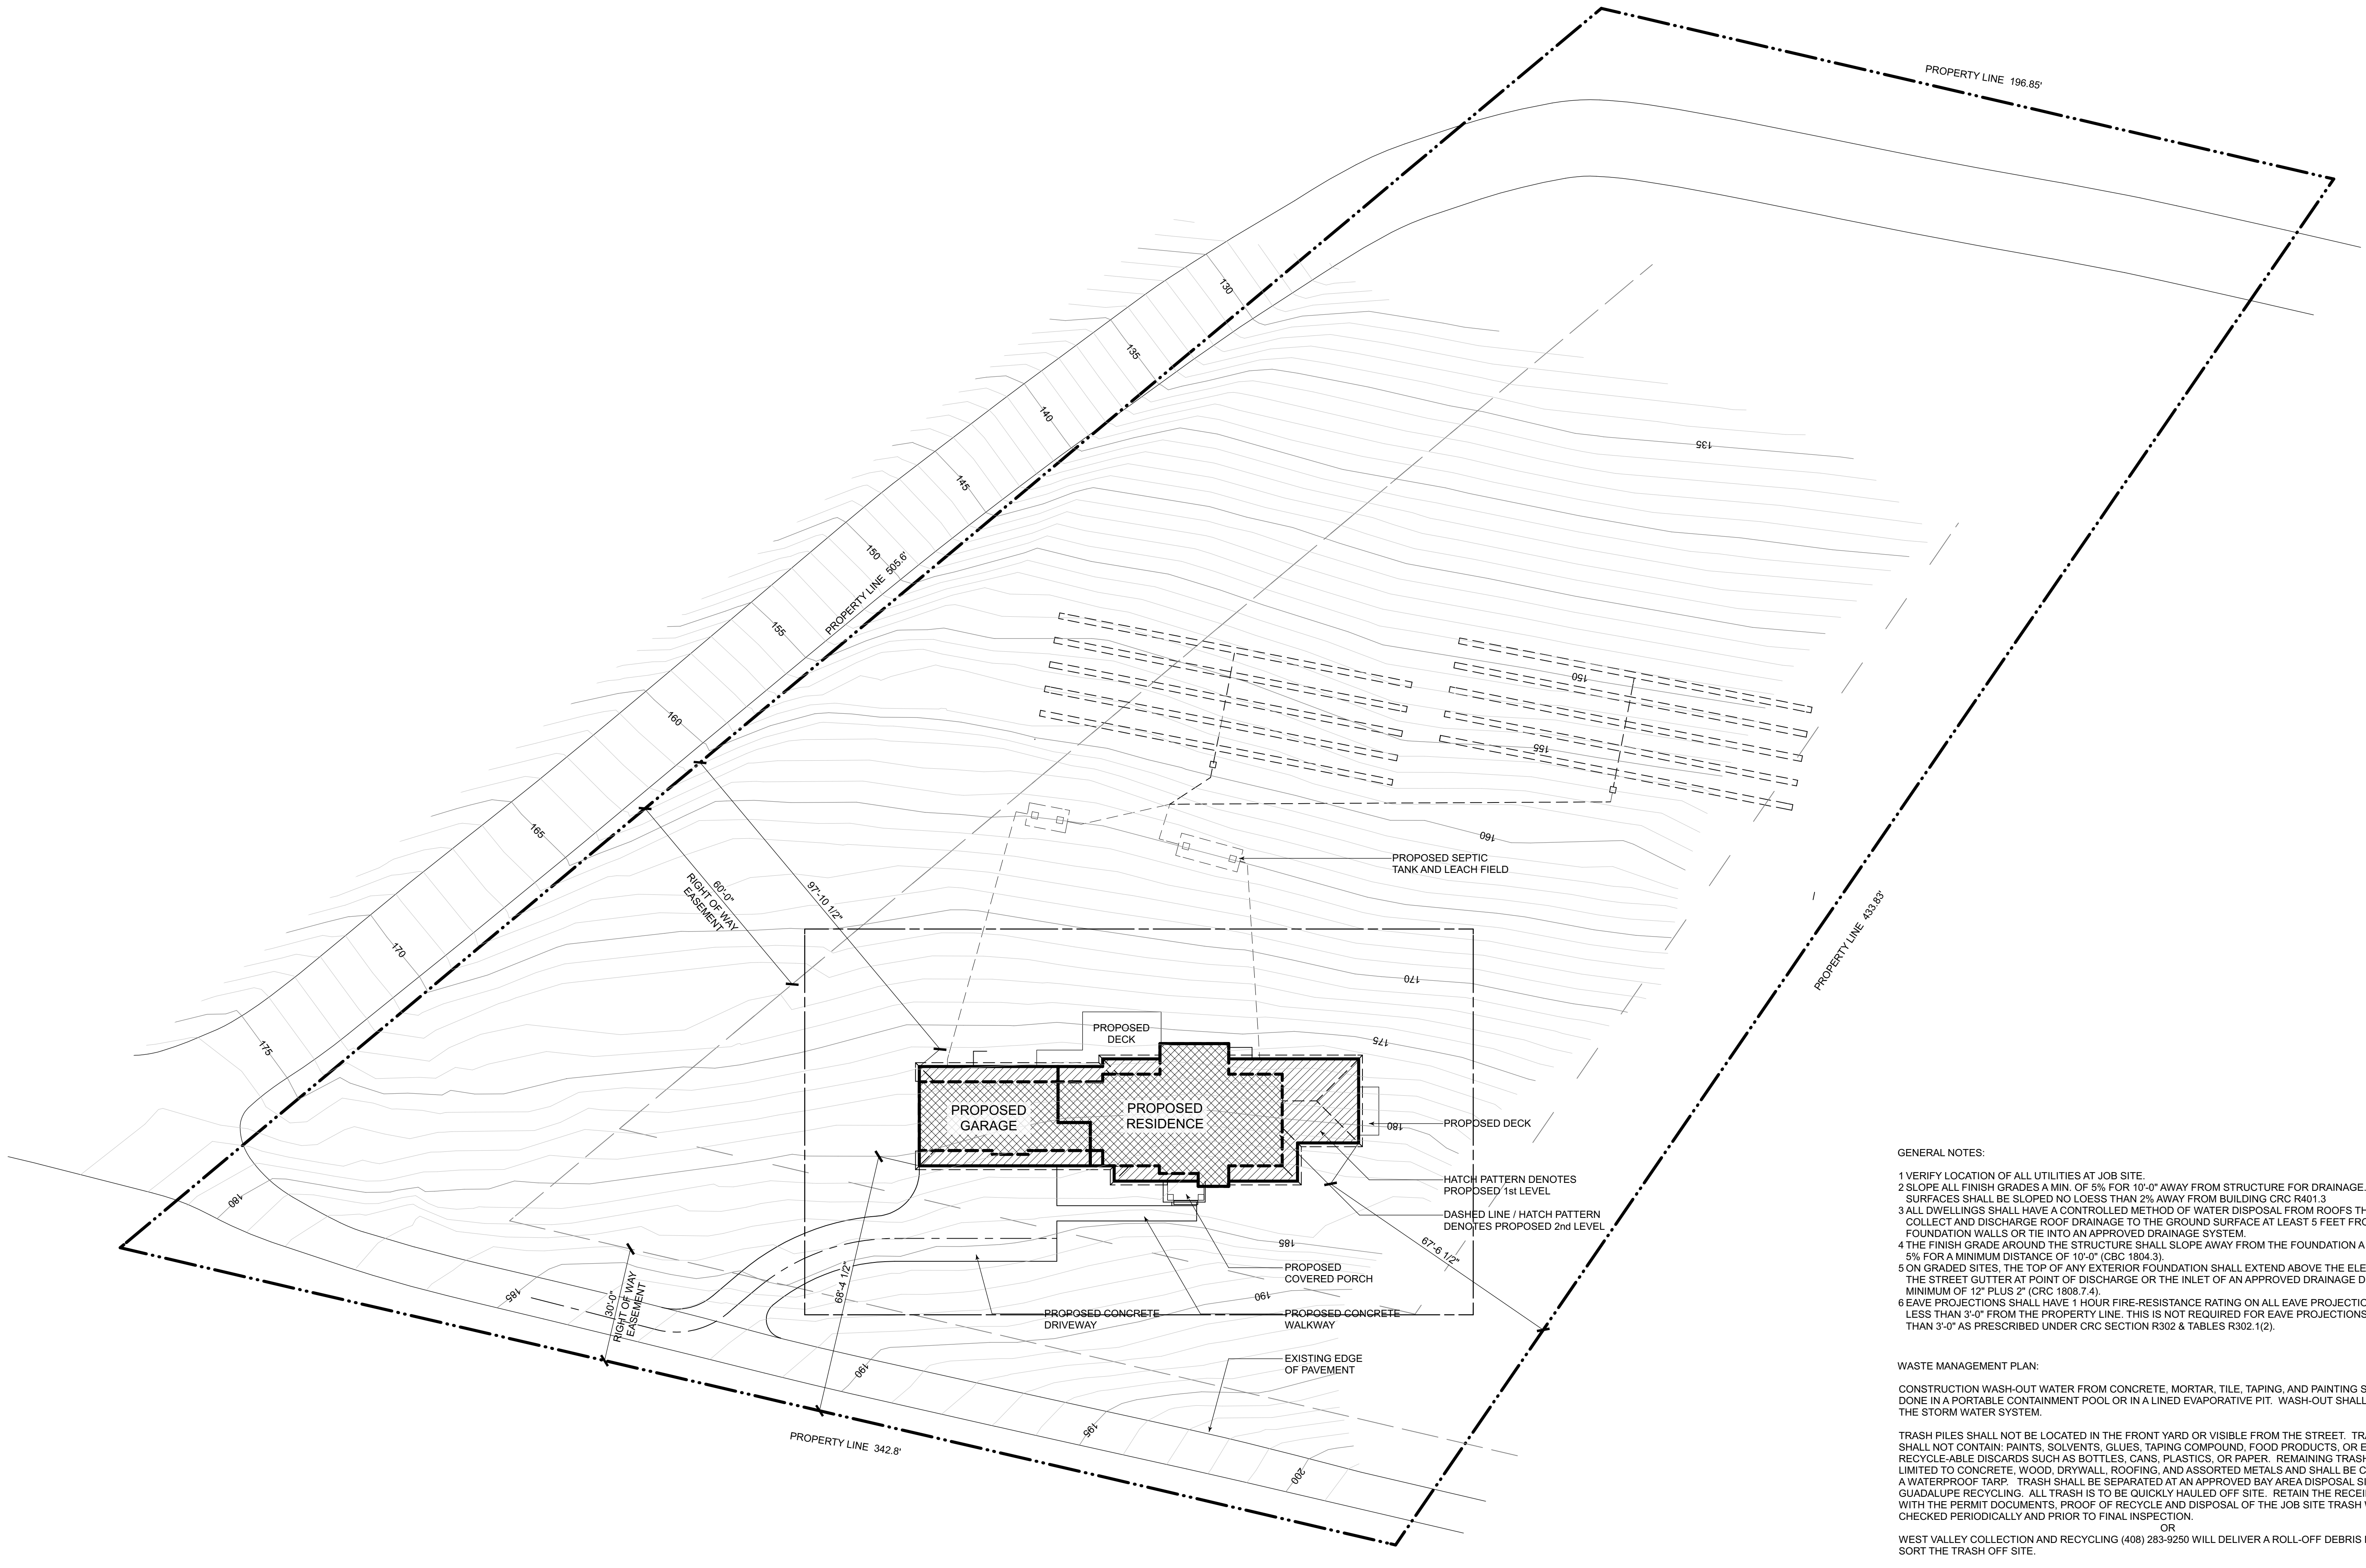 PROPERTY LINE  196.85'
130
135
140
135
145
150
PROPERTY LINE  505.6'
155
150
160
155
165
160
PROPOSED SEPTIC
TANK AND LEACH FIELD
60'-0"
RIGHT OF WAY
EASEMENT
97'-10 1/2"
PROPERTY LINE  433.83'
170
170
175
PROPOSED
DECK
175
PROPOSED
GARAGE
PROPOSED
RESIDENCE
180
PROPOSED DECK
HATCH PATTERN DENOTES
PROPOSED 1st LEVEL
DASHED LINE / HATCH PATTERN
DENOTES PROPOSED 2nd LEVEL
180
185
67'-6 1/2"
PROPOSED
COVERED PORCH
185
30'-0"
RIGHT OF WAY
EASEMENT
68'-4 1/2"
190
PROPOSED CONCRETE
DRIVEWAY
PROPOSED CONCRETE
WALKWAY
190
EXISTING EDGE
OF PAVEMENT
195
PROPERTY LINE  342.8'
200
GENERAL NOTES:
1 VERIFY LOCATION OF ALL UTILITIES AT JOB SITE.
2 SLOPE ALL FINISH GRADES A MIN. OF 5% FOR 10'-0" AWAY FROM STRUCTURE FOR DRAINAGE.
SURFACES SHALL BE SLOPED NO LOESS THAN 2% AWAY FROM BUILDING CRC R401.3
3 ALL DWELLINGS SHALL HAVE A CONTROLLED METHOD OF WATER DISPOSAL FROM ROOFS
COLLECT AND DISCHARGE ROOF DRAINAGE TO THE GROUND SURFACE AT LEAST 5 FEET
FOUNDATION WALLS OR TIE INTO AN APPROVED DRAINAGE SYSTEM.
4 THE FINISH GRADE AROUND THE STRUCTURE SHALL SLOPE AWAY FROM THE FOUNDATION A
5% FOR A MINIMUM DISTANCE OF 10'-0" (CBC 1804.3).
5 ON GRADED SITES, THE TOP OF ANY EXTERIOR FOUNDATION SHALL EXTEND ABOVE THE
THE STREET GUTTER AT POINT OF DISCHARGE OR THE INLET OF AN APPROVED DRAINAGE
MINIMUM OF 12" PLUS 2" (CRC 1808.7.4).
6 EAVE PROJECTIONS SHALL HAVE 1 HOUR FIRE-RESISTANCE RATING ON ALL EAVE
LESS THAN 3'-0" FROM THE PROPERTY LINE. THIS IS NOT REQUIRED FOR EAVE PROJECTIONS
THAN 3'-0" AS PRESCRIBED UNDER CRC SECTION R302 & TABLES R302.1(2).
WASTE MANAGEMENT PLAN:
CONSTRUCTION WASH-OUT WATER FROM CONCRETE, MORTAR, TILE, TAPING, AND PAINTING
DONE IN A PORTABLE CONTAINMENT POOL OR IN A LINED EVAPORATIVE PIT.  WASH-OUT SHALL
THE STORM WATER SYSTEM.
TRASH PILES SHALL NOT BE LOCATED IN THE FRONT YARD OR VISIBLE FROM THE STREET.
SHALL NOT CONTAIN: PAINTS, SOLVENTS, GLUES, TAPING COMPOUND, FOOD PRODUCTS, OR
RECYCLE-ABLE DISCARDS SUCH AS BOTTLES, CANS, PLASTICS, OR PAPER.  REMAINING TRASH
LIMITED TO CONCRETE, WOOD, DRYWALL, ROOFING, AND ASSORTED METALS AND SHALL BE
A WATERPROOF TARP.   TRASH SHALL BE SEPARATED AT AN APPROVED BAY AREA DISPOSAL
GUADALUPE RECYCLING.  ALL TRASH IS TO BE QUICKLY HAULED OFF SITE.  RETAIN THE
WITH THE PERMIT DOCUMENTS, PROOF OF RECYCLE AND DISPOSAL OF THE JOB SITE TRASH
CHECKED PERIODICALLY AND PRIOR TO FINAL INSPECTION.
OR
WEST VALLEY COLLECTION AND RECYCLING (408) 283-9250 WILL DELIVER A ROLL-OFF DEBRIS
SORT THE TRASH OFF SITE.